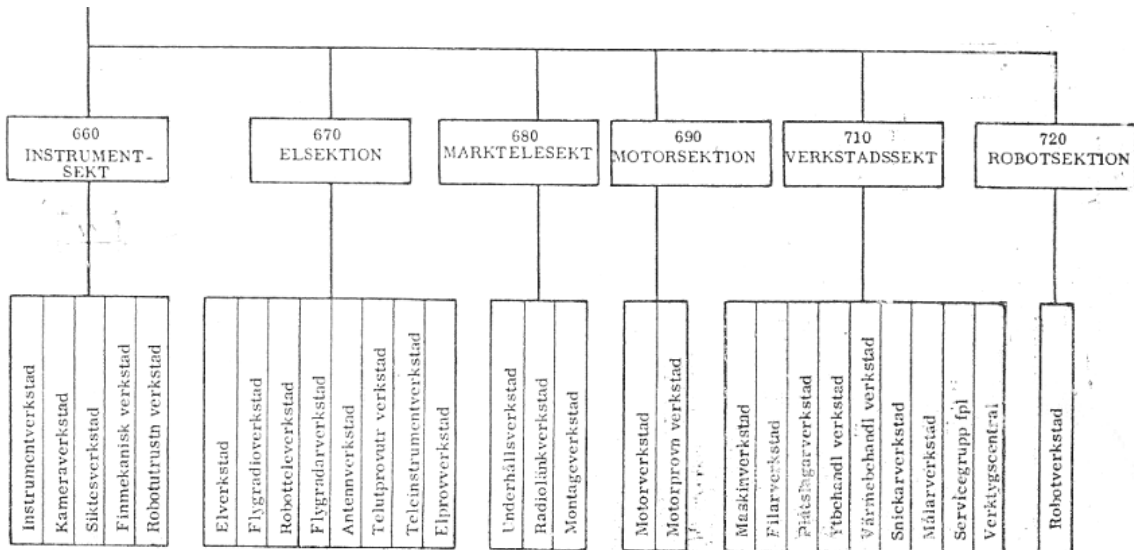 660
INSTRUMENT-
SEKT
670
ELSEKTION
680
MARKTELESEKT
690
MOTORSEKTION
710
VERKSTADSSEKT
720
ROBOTSEKTION
Instrumentverkstad
Kameraverkstad
Siktesverkstad
Finmekanisk verkstad
Robotutrustn verkstad
Elverkstad
Flygradioverkstad
Robotteleverkstad
Flygradarverkstad
Antennverkstad
Telutprovutr verkstad
Teleinstrumentverkstad
Elprovverkstad
Underhållsverkstad
Radiolänkverkstad
Montageverkstad
Motorverkstad
Motorprovn verkstad
Maskinverkstad
Filarverkstad
Plåtslagarverkstad
Ytbehandl verkstad
Värmebehandl verkstad
Snickarverkstad
Målarverkstad
Servicegrupp fpl
Verktygscentral
Robotverkstad